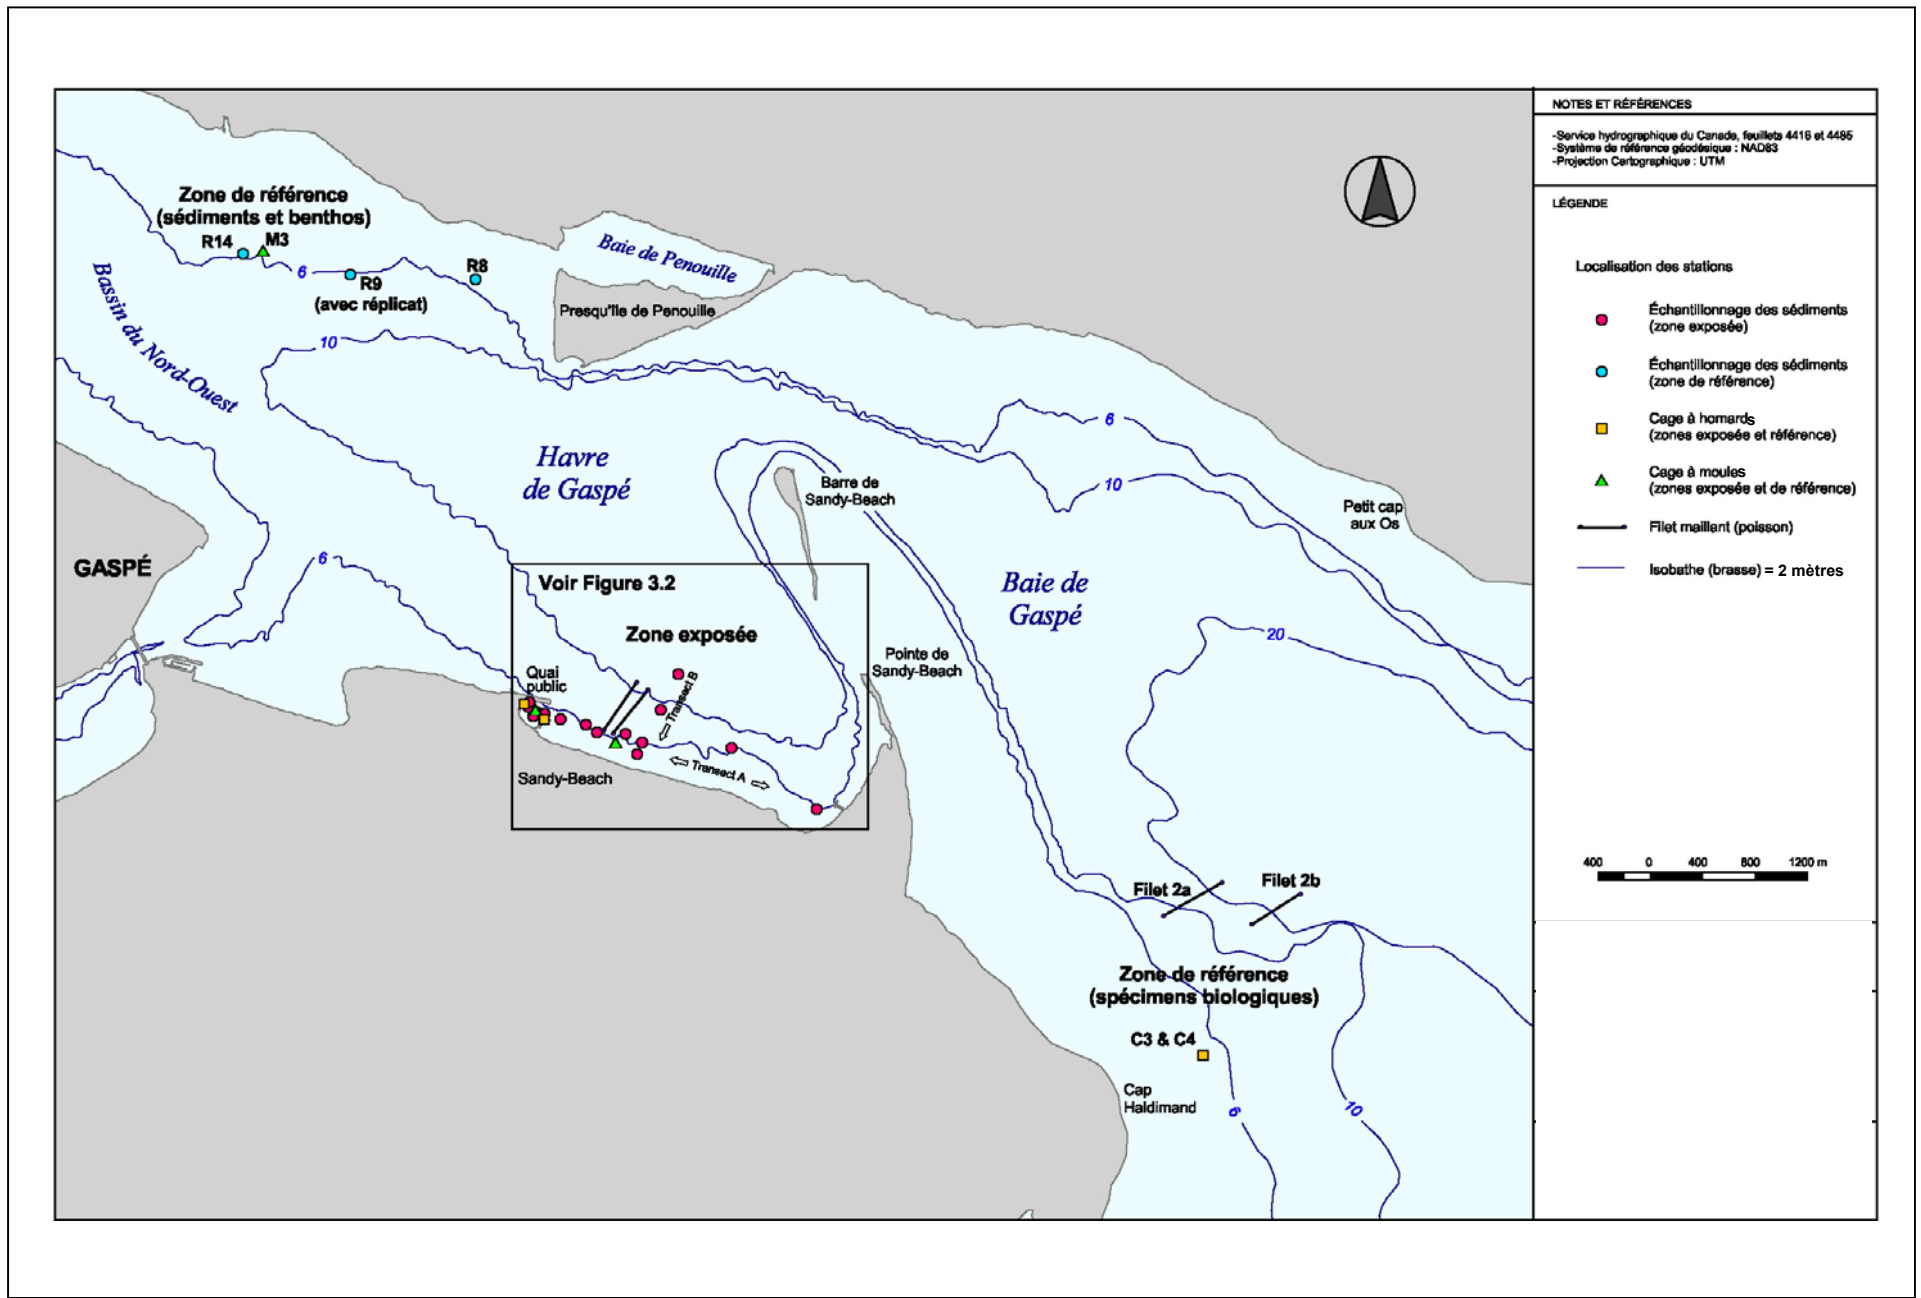 NOTES ET RÉFÉRENCES
-Service hydrographique du Canada, feuillets 4416 et 4485
-Système de référence géodésique : NAD83
-Projection Cartographique : UTM
LÉGENDE
Localisation des stations
Échantillonnage des sédiments
(zone exposée)
Échantillonnage des sédiments
(zone de référence)
Cage à homards
(zones exposée et référence)
Cage à moules
(zones exposée et de référence)
Filet maillant (poisson)
Isobathe (brasse) = 2 mètres
400 0 400 800 1200 m
Zone de référence
(sédiments et benthos)
R14
M3
6
R9
(avec réplicat)
R8
Baie de Penouille
Presqu'île de Penouille
Bassin du Nord-Ouest
10
Havre
de Gaspé
Barre de
Sandy-Beach
6
10
Petit cap
aux Os
GASPÉ
6
Voir Figure 3.2
Zone exposée
Baie de
Gaspé
20
Quai
public
Transect B
Pointe de
Sandy-Beach
Transect A
Sandy-Beach
Filet 2a
Filet 2b
Zone de référence
(spécimens biologiques)
C3 & C4
Cap
Haldimand
6
10